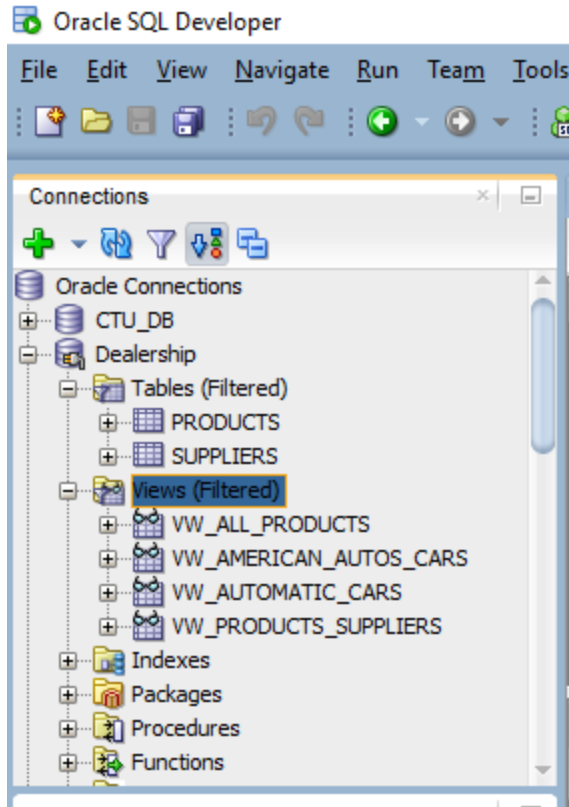 Oracle SQL Developer
File Edit View Navigate Run Team Tools
Connections
Oracle Connections
CTU_DB
Dealership
Tables (Filtered)
PRODUCTS
SUPPLIERS
Views (Filtered)
VW_ALL_PRODUCTS
VW_AMERICAN_AUTOS_CARS
VW_AUTOMATIC_CARS
VW_PRODUCTS_SUPPLIERS
Indexes
Packages
Procedures
Functions